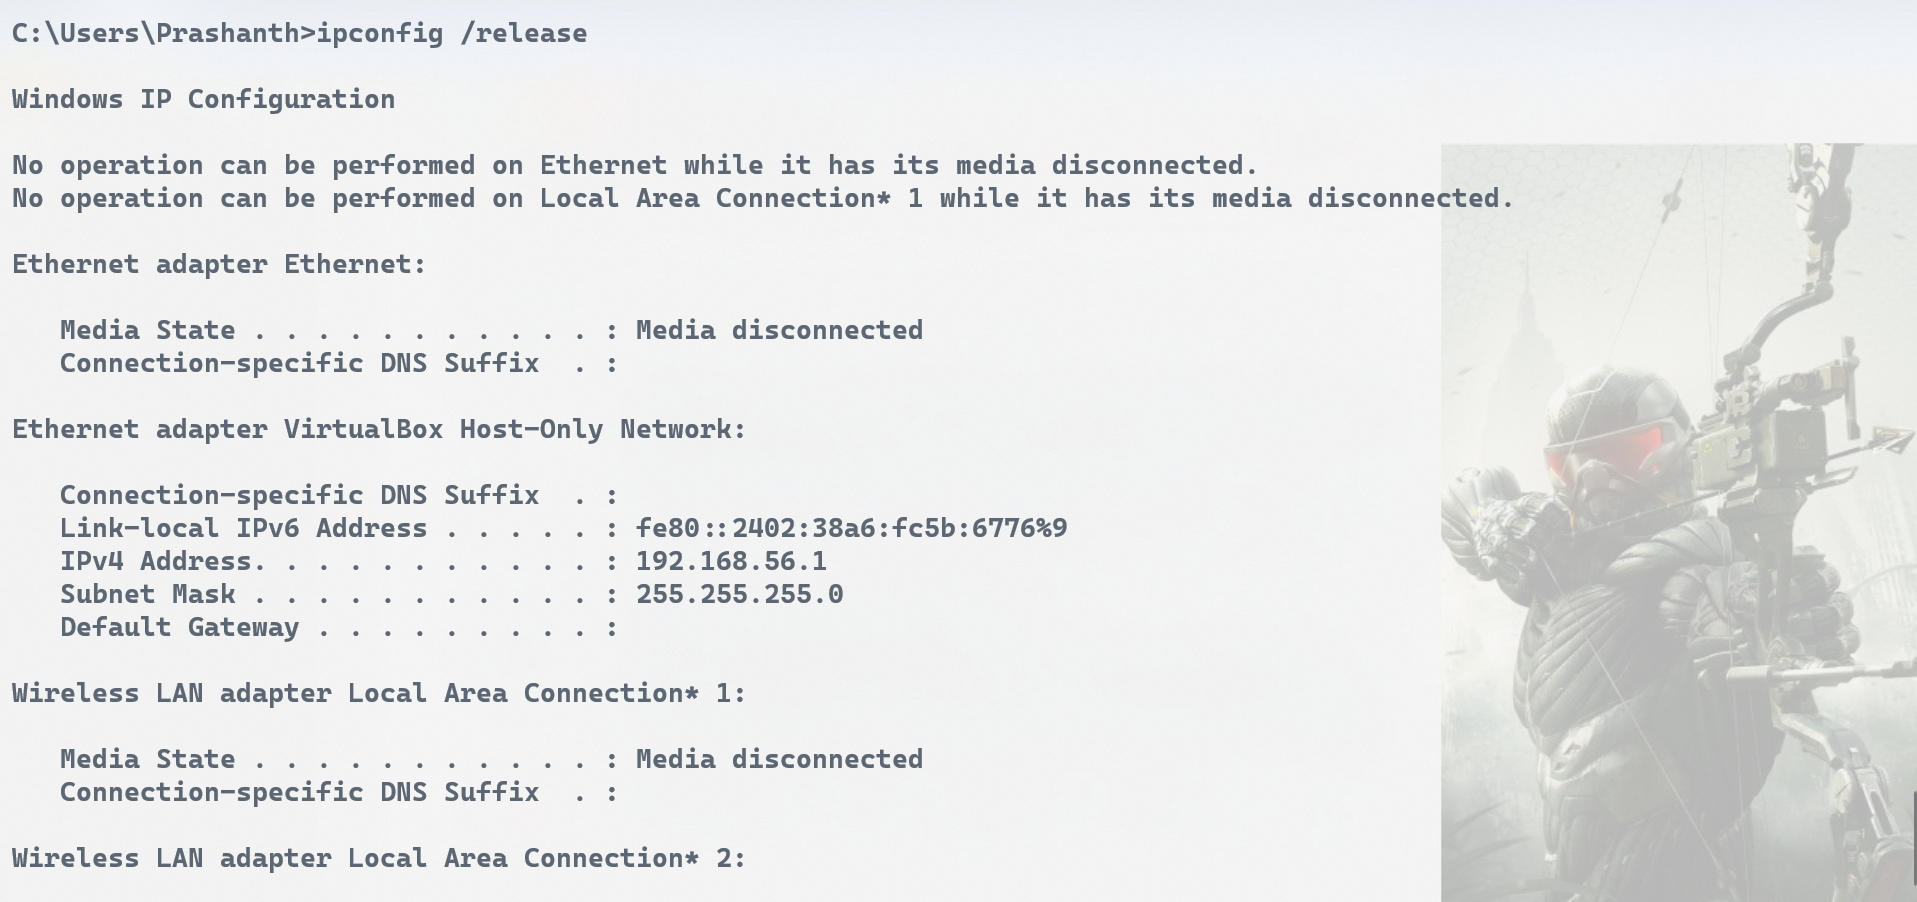 C:\Users\Prashanth>ipconfig /release
Windows IP Configuration
No operation can be performed on Ethernet while it has its media disconnected.
No operation can be performed on Local Area Connection* 1 while it has its media disconnected.
Ethernet adapter Ethernet:
   Media State . . . . . . . . . . . : Media disconnected
   Connection-specific DNS Suffix  . :
Ethernet adapter VirtualBox Host-Only Network:
   Connection-specific DNS Suffix  . :
   Link-local IPv6 Address . . . . . : fe80::2402:38a6:fc5b:6776%9
   IPv4 Address. . . . . . . . . . . : 192.168.56.1
   Subnet Mask . . . . . . . . . . . : 255.255.255.0
   Default Gateway . . . . . . . . . :
Wireless LAN adapter Local Area Connection* 1:
   Media State . . . . . . . . . . . : Media disconnected
   Connection-specific DNS Suffix  . :
Wireless LAN adapter Local Area Connection* 2: